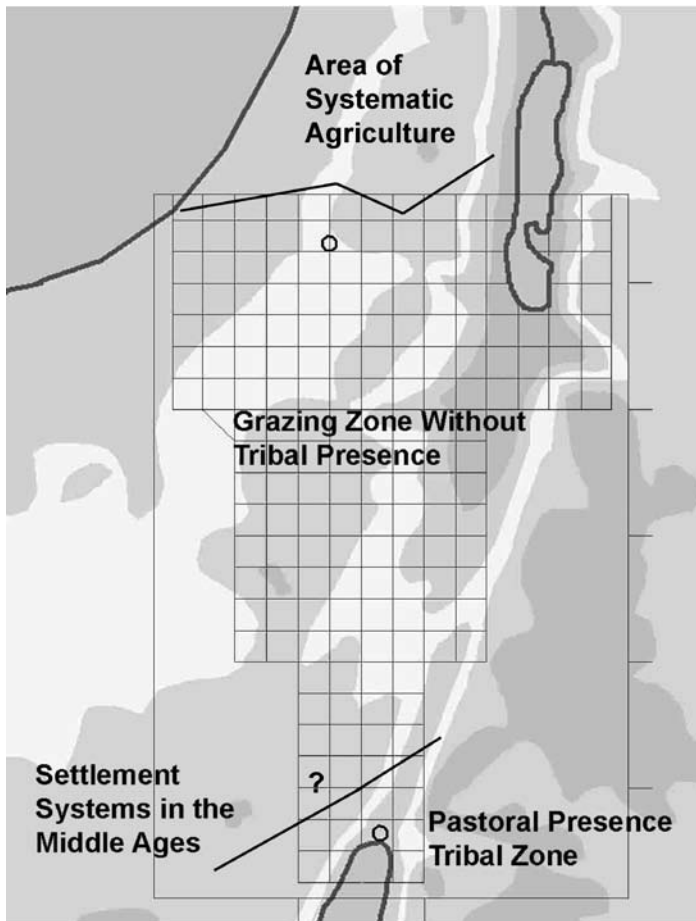 Area of
Systematic
Agriculture
Grazing Zone Without
Tribal Presence
?
Settlement
Systems in the
Middle Ages
Pastoral Presence
Tribal Zone